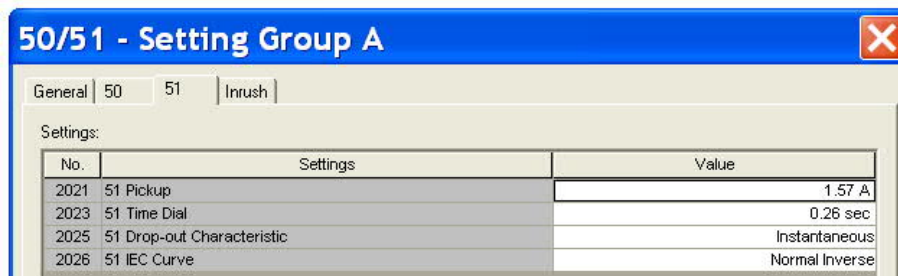 50/51 - Setting Group A
General 50 51 Inrush
Settings:
No. Settings Value
2021 51 Pickup 1.57 A
2023 51 Time Dial 0.26 sec
2025 51 Drop-out Characteristic Instantaneous
2026 51 IEC Curve Normal Inverse